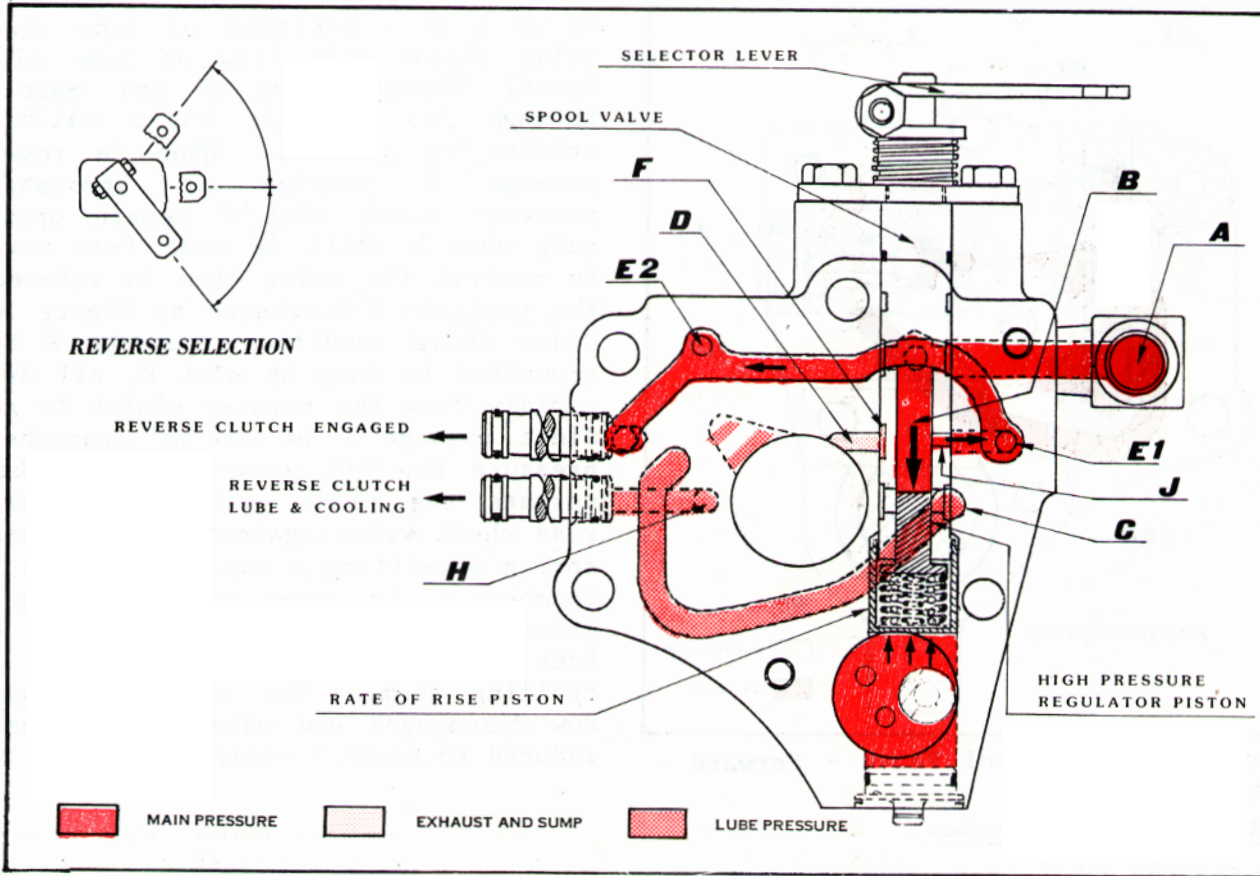 SELECTOR LEVER
SPOOL VALVE
F
B
D
A
E2
REVERSE SELECTION
REVERSE CLUTCH ENGAGED
E1
REVERSE CLUTCH
LUBE & COOLING
J
C
H
RATE OF RISE PISTON
HIGH PRESSURE
REGULATOR PISTON
MAIN PRESSURE
EXHAUST AND SUMP
LUBE PRESSURE